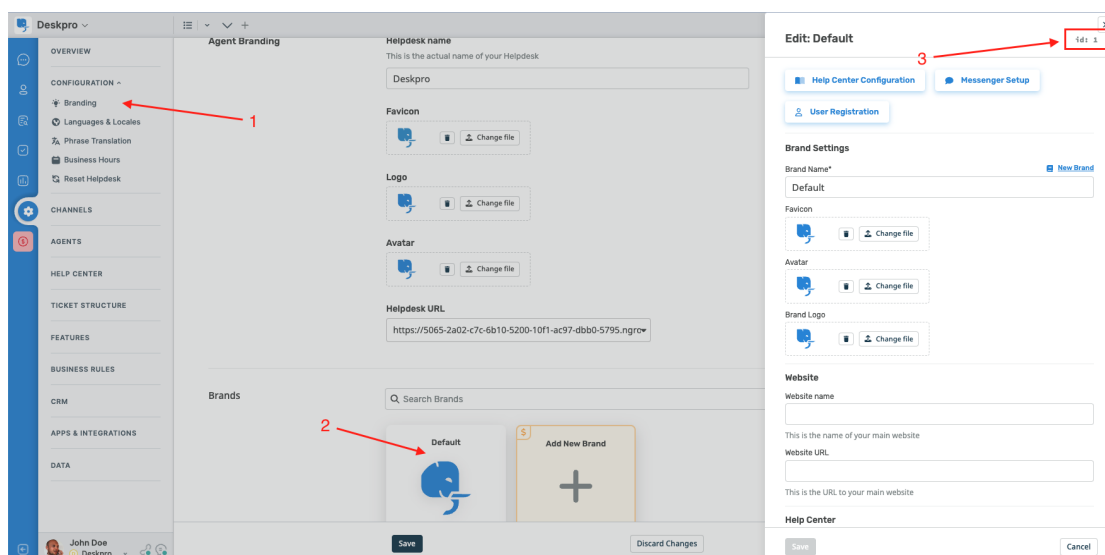 Deskpro
OVERVIEW
CONFIGURATION
Branding
Languages & Locales
Phrase Translation
Business Hours
Reset Helpdesk
CHANNELS
AGENTS
HELP CENTER
TICKET STRUCTURE
FEATURES
BUSINESS RULES
CRM
APPS & INTEGRATIONS
DATA
John Doe
Deskpro
1
Agent Branding
Helpdesk name
This is the actual name of your Helpdesk
Deskpro
Favicon
Change file
Logo
Change file
Avatar
Change file
Helpdesk URL
https://5065-2a02-c7c-6b10-5200-10f1-ac97-dbb0-5795.ngrc
Brands
Search Brands
2
Default
$
Add New Brand
Save
Discard Changes
Edit: Default
3
id: 1
Help Center Configuration
Messenger Setup
User Registration
Brand Settings
Brand Name*
New Brand
Default
Favicon
Change file
Avatar
Change file
Brand Logo
Change file
Website
Website name
This is the name of your main website
Website URL
This is the URL to your main website
Help Center
Save
Cancel